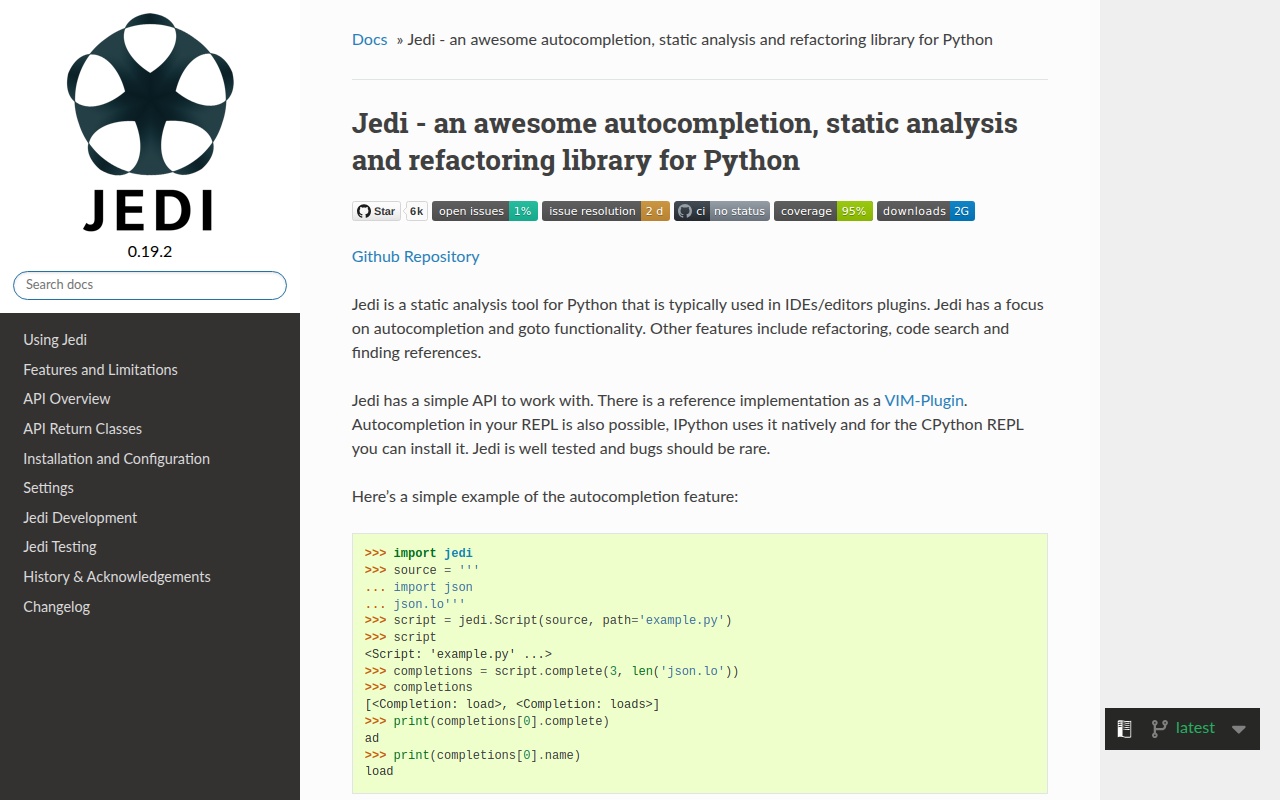 JEDI
0.19.2
Search docs
Using Jedi
Features and Limitations
API Overview
API Return Classes
Installation and Configuration
Settings
Jedi Development
Jedi Testing
History & Acknowledgements
Changelog
Docs » Jedi - an awesome autocompletion, static analysis and refactoring library for Python
Jedi - an awesome autocompletion, static analysis
and refactoring library for Python
Star 6k open issues 1% issue resolution 2 d ci no status coverage 95% downloads 2G
Github Repository
Jedi is a static analysis tool for Python that is typically used in IDEs/editors plugins. Jedi has a focus
on autocompletion and goto functionality. Other features include refactoring, code search and
finding references.
Jedi has a simple API to work with. There is a reference implementation as a VIM-Plugin.
Autocompletion in your REPL is also possible, IPython uses it natively and for the CPython REPL
you can install it. Jedi is well tested and bugs should be rare.
Here’s a simple example of the autocompletion feature:
>>> import jedi
>>> source = '''
... import json
... json.lo'''
>>> script = jedi.Script(source, path='example.py')
>>> script
<Script: 'example.py' ...>
>>> completions = script.complete(3, len('json.lo'))
>>> completions
[<Completion: load>, <Completion: loads>]
>>> print(completions[0].complete)
ad
>>> print(completions[0].name)
load
latest